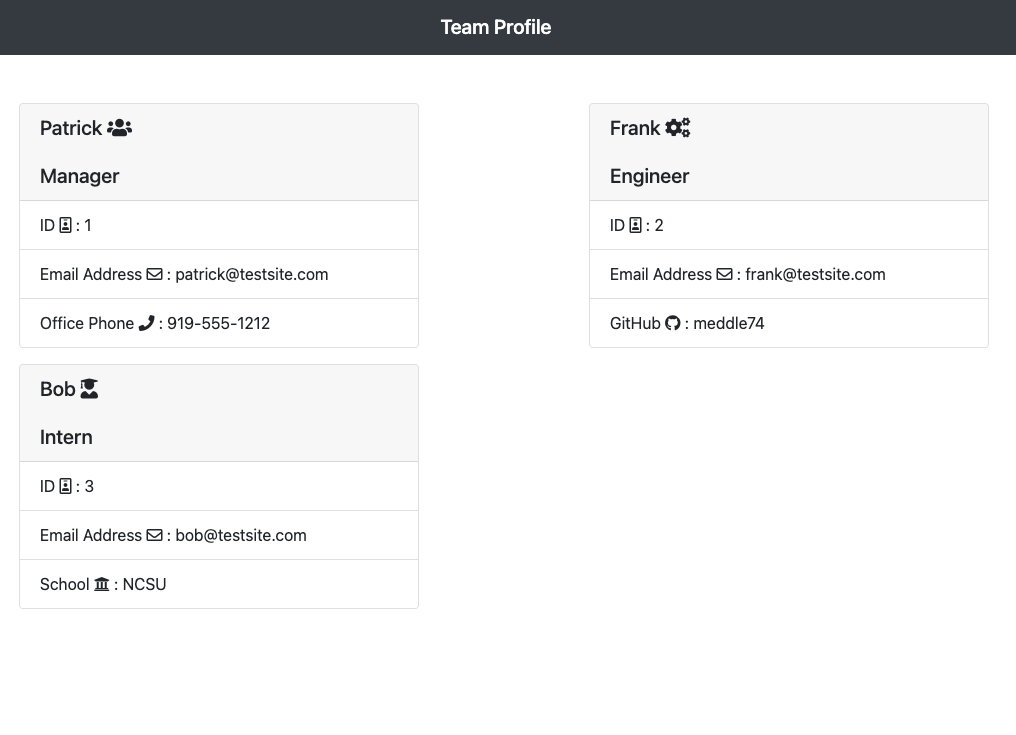 Team Profile
Patrick
Manager
ID : 1
Email Address : patrick@testsite.com
Office Phone : 919-555-1212
Frank
Engineer
ID : 2
Email Address : frank@testsite.com
GitHub : meddle74
Bob
Intern
ID : 3
Email Address : bob@testsite.com
School : NCSU